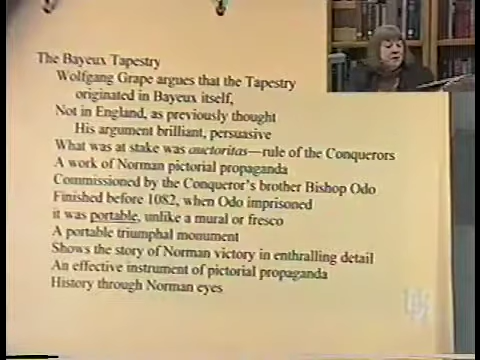 The Bayeux Tapestry
Wolfgang Grape argues that the Tapestry
originated in Bayeux itself,
Not in England, as previously thought
His argument brilliant, persuasive
What was at stake was auctoritas—rule of the Conquerors
A work of Norman pictorial propaganda
Commissioned by the Conqueror's brother Bishop Odo
Finished before 1082, when Odo imprisoned
it was portable, unlike a mural or fresco
A portable triumphal monument
Shows the story of Norman victory in enthralling detail
An effective instrument of pictorial propaganda
History through Norman eyes